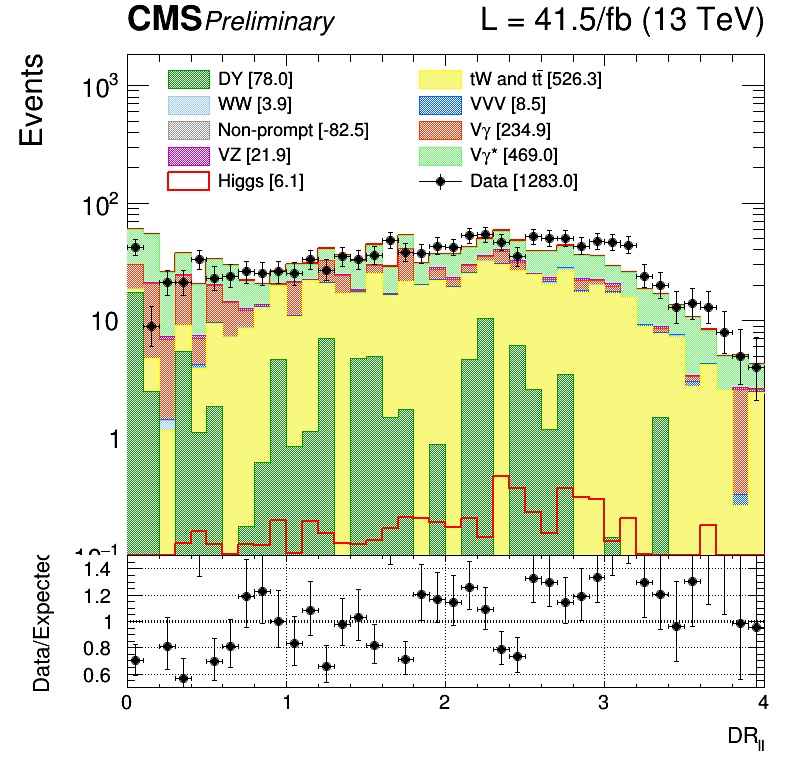 CMS Preliminary L = 41.5/fb (13 TeV)
Events
10³
10²
10
1
10⁻¹
DY [78.0]
WW [3.9]
Non-prompt [-82.5]
VZ [21.9]
Higgs [6.1]
tW and tt̄ [526.3]
VVV [8.5]
Vγ [234.9]
Vγ* [469.0]
Data [1283.0]
Data/Expected
1.4
1.2
1
0.8
0.6
0 1 2 3 4
DR_ll